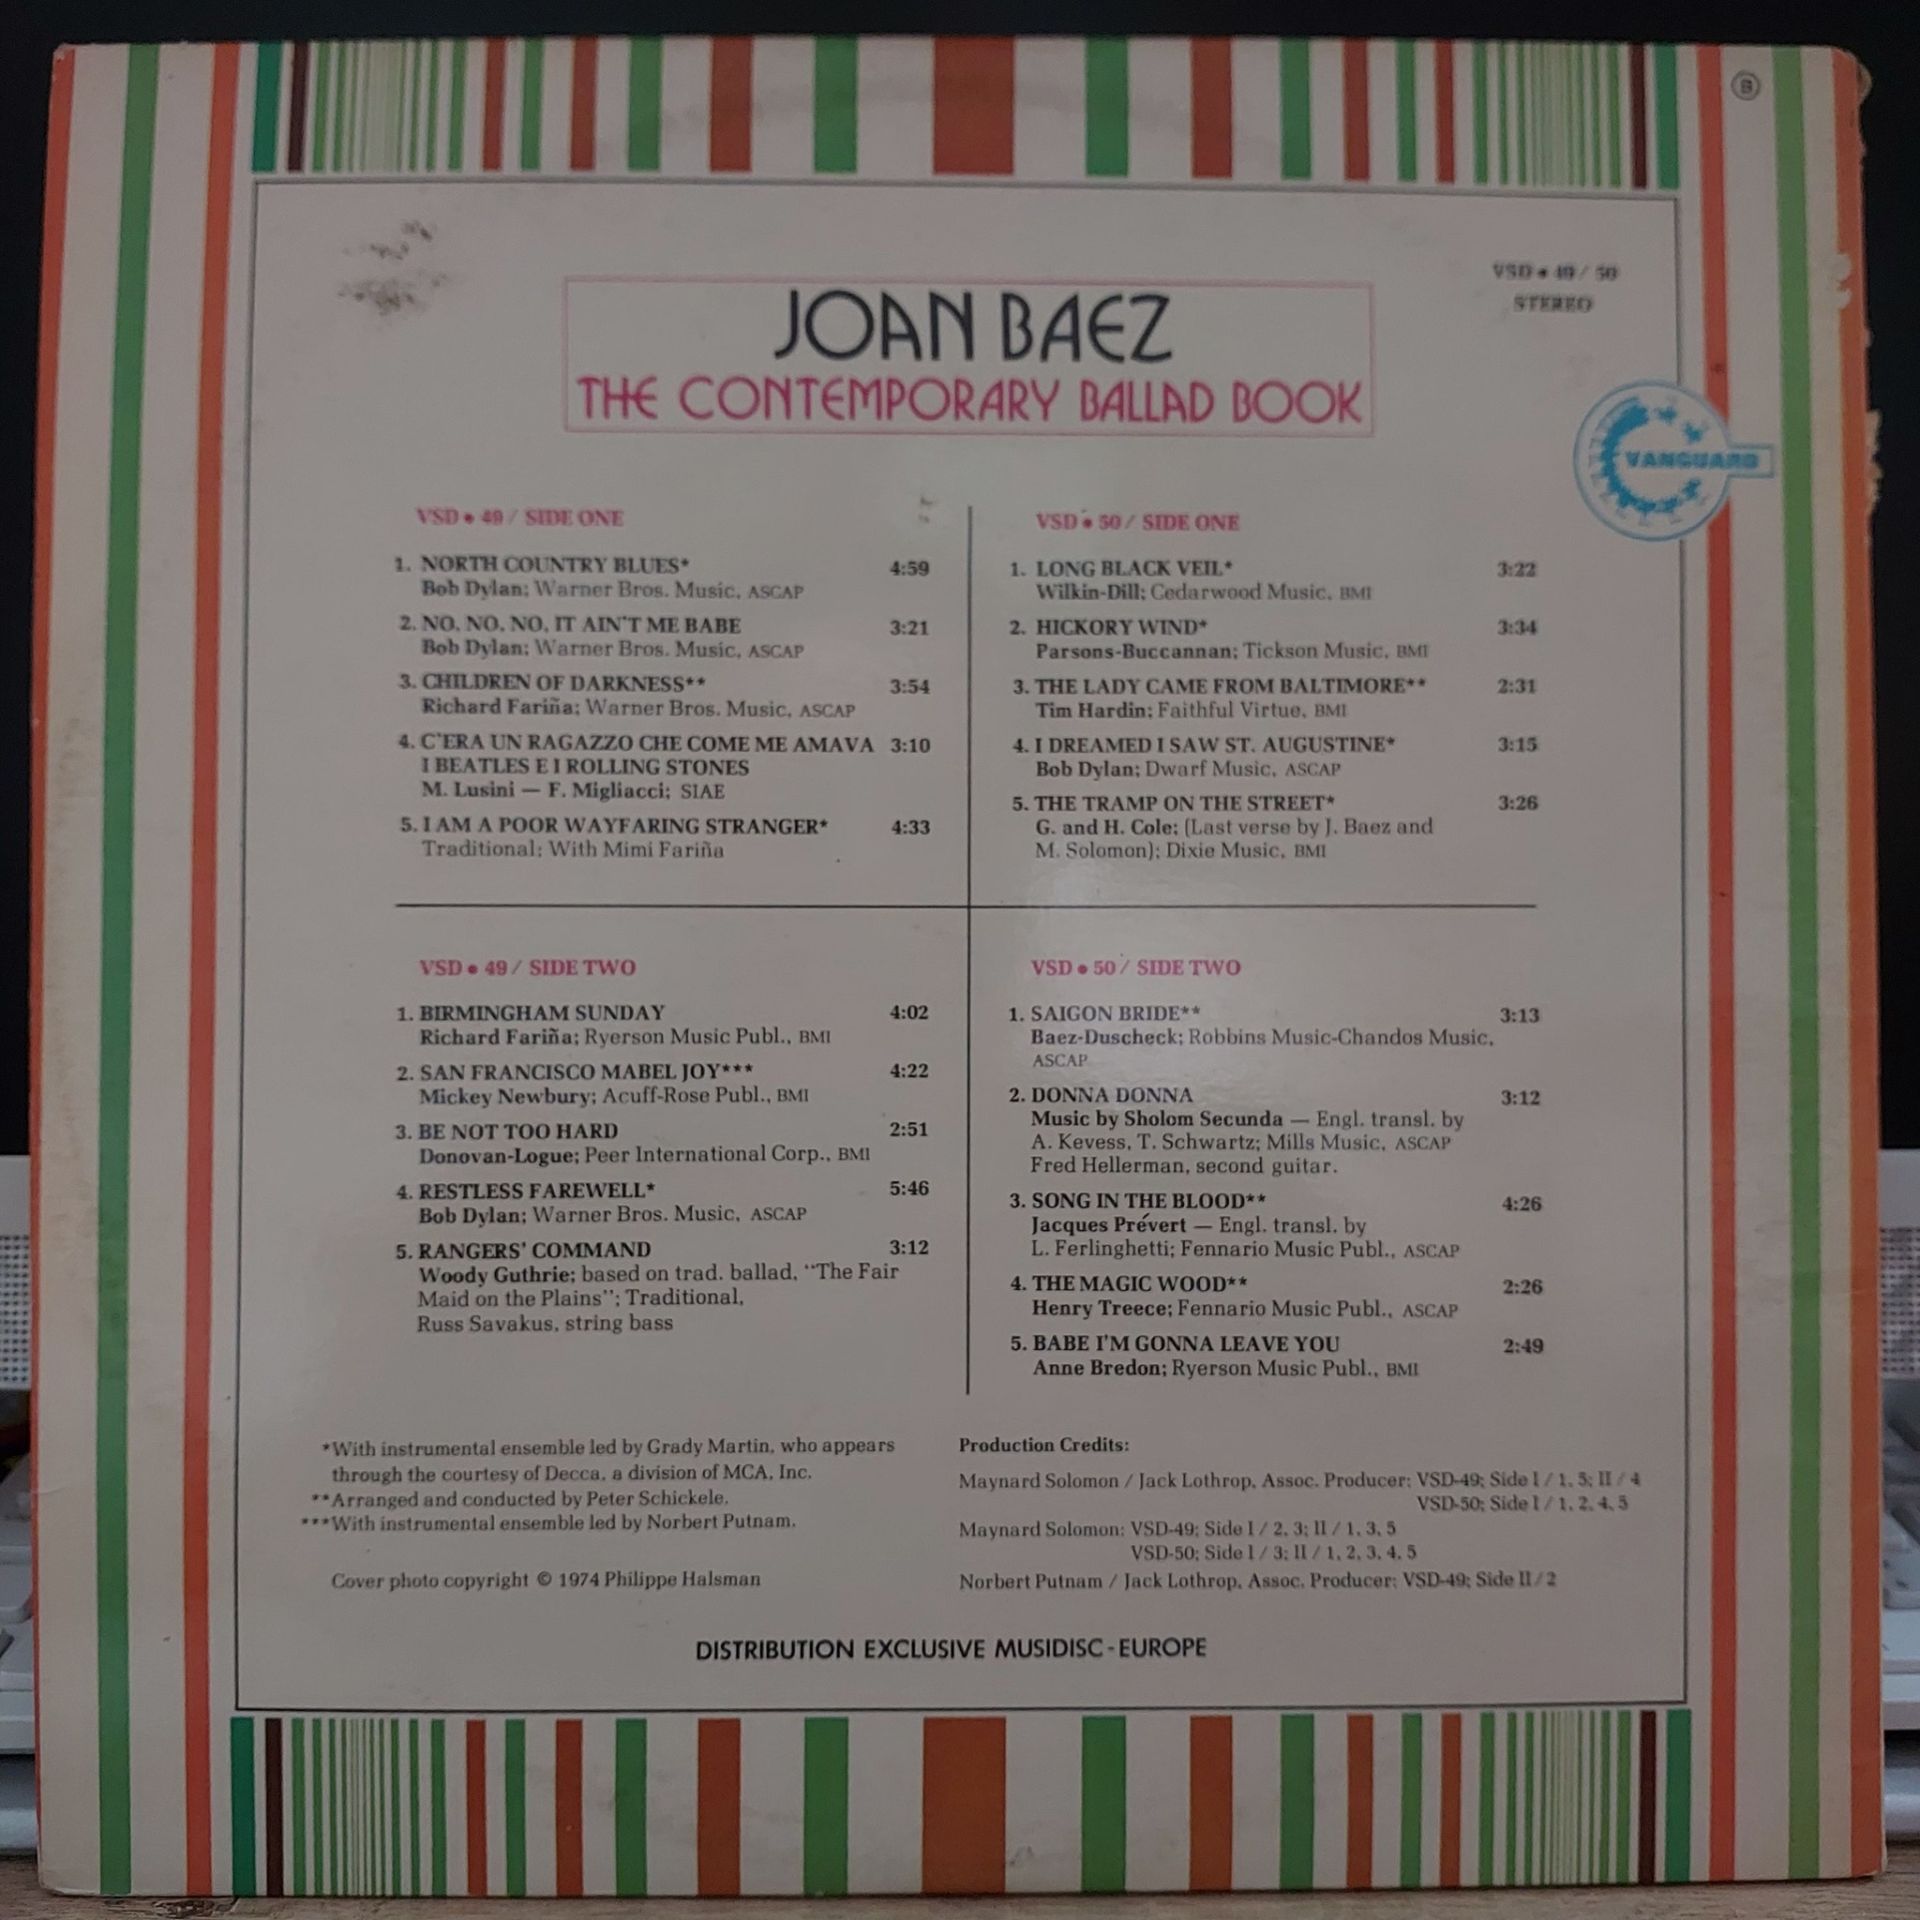 VSD • 49 / 50
STEREO
JOAN BAEZ
THE CONTEMPORARY BALLAD BOOK
VANGUARD
VSD • 49 / SIDE ONE
1. NORTH COUNTRY BLUES* 4:59
Bob Dylan; Warner Bros. Music, ASCAP
2. NO, NO, NO, IT AIN'T ME BABE 3:21
Bob Dylan; Warner Bros. Music, ASCAP
3. CHILDREN OF DARKNESS** 3:54
Richard Fariña; Warner Bros. Music, ASCAP
4. C'ERA UN RAGAZZO CHE COME ME AMAVA 3:10
I BEATLES E I ROLLING STONES
M. Lusini — F. Migliacci; SIAE
5. I AM A POOR WAYFARING STRANGER* 4:33
Traditional; With Mimi Fariña
VSD • 50 / SIDE ONE
1. LONG BLACK VEIL* 3:22
Wilkin-Dill; Cedarwood Music, BMI
2. HICKORY WIND* 3:34
Parsons-Buccannan; Tickson Music, BMI
3. THE LADY CAME FROM BALTIMORE** 2:31
Tim Hardin; Faithful Virtue, BMI
4. I DREAMED I SAW ST. AUGUSTINE* 3:15
Bob Dylan; Dwarf Music, ASCAP
5. THE TRAMP ON THE STREET* 3:26
G. and H. Cole; (Last verse by J. Baez and
M. Solomon); Dixie Music, BMI
VSD • 49 / SIDE TWO
1. BIRMINGHAM SUNDAY 4:02
Richard Fariña; Ryerson Music Publ., BMI
2. SAN FRANCISCO MABEL JOY*** 4:22
Mickey Newbury; Acuff-Rose Publ., BMI
3. BE NOT TOO HARD 2:51
Donovan-Logue; Peer International Corp., BMI
4. RESTLESS FAREWELL* 5:46
Bob Dylan; Warner Bros. Music, ASCAP
5. RANGERS' COMMAND 3:12
Woody Guthrie; based on trad. ballad, "The Fair
Maid on the Plains"; Traditional,
Russ Savakus, string bass
VSD • 50 / SIDE TWO
1. SAIGON BRIDE** 3:13
Baez-Duscheck; Robbins Music-Chandos Music,
ASCAP
2. DONNA DONNA 3:12
Music by Sholom Secunda — Engl. transl. by
A. Kevess, T. Schwartz; Mills Music, ASCAP
Fred Hellerman, second guitar.
3. SONG IN THE BLOOD** 4:26
Jacques Prévert — Engl. transl. by
L. Ferlinghetti; Fennario Music Publ., ASCAP
4. THE MAGIC WOOD** 2:26
Henry Treece; Fennario Music Publ., ASCAP
5. BABE I'M GONNA LEAVE YOU 2:49
Anne Bredon; Ryerson Music Publ., BMI
*With instrumental ensemble led by Grady Martin, who appears
through the courtesy of Decca, a division of MCA, Inc.
**Arranged and conducted by Peter Schickele.
***With instrumental ensemble led by Norbert Putnam.
Cover photo copyright © 1974 Philippe Halsman
Production Credits:
Maynard Solomon / Jack Lothrop, Assoc. Producer: VSD-49; Side I / 1, 5; II / 4
VSD-50; Side I / 1, 2, 4, 5
Maynard Solomon: VSD-49; Side I / 2, 3; II / 1, 3, 5
VSD-50; Side I / 3; II / 1, 2, 3, 4, 5
Norbert Putnam / Jack Lothrop, Assoc. Producer: VSD-49; Side II / 2
DISTRIBUTION EXCLUSIVE MUSIDISC-EUROPE